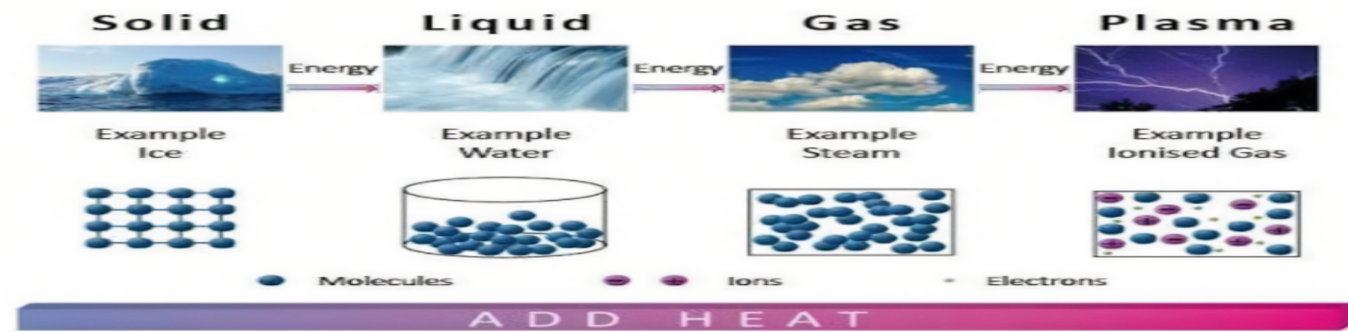 Solid Liquid Gas Plasma
Energy Energy Energy
Example Example Example Example
Ice Water Steam Ionised Gas
Molecules Ions Electrons
ADD HEAT